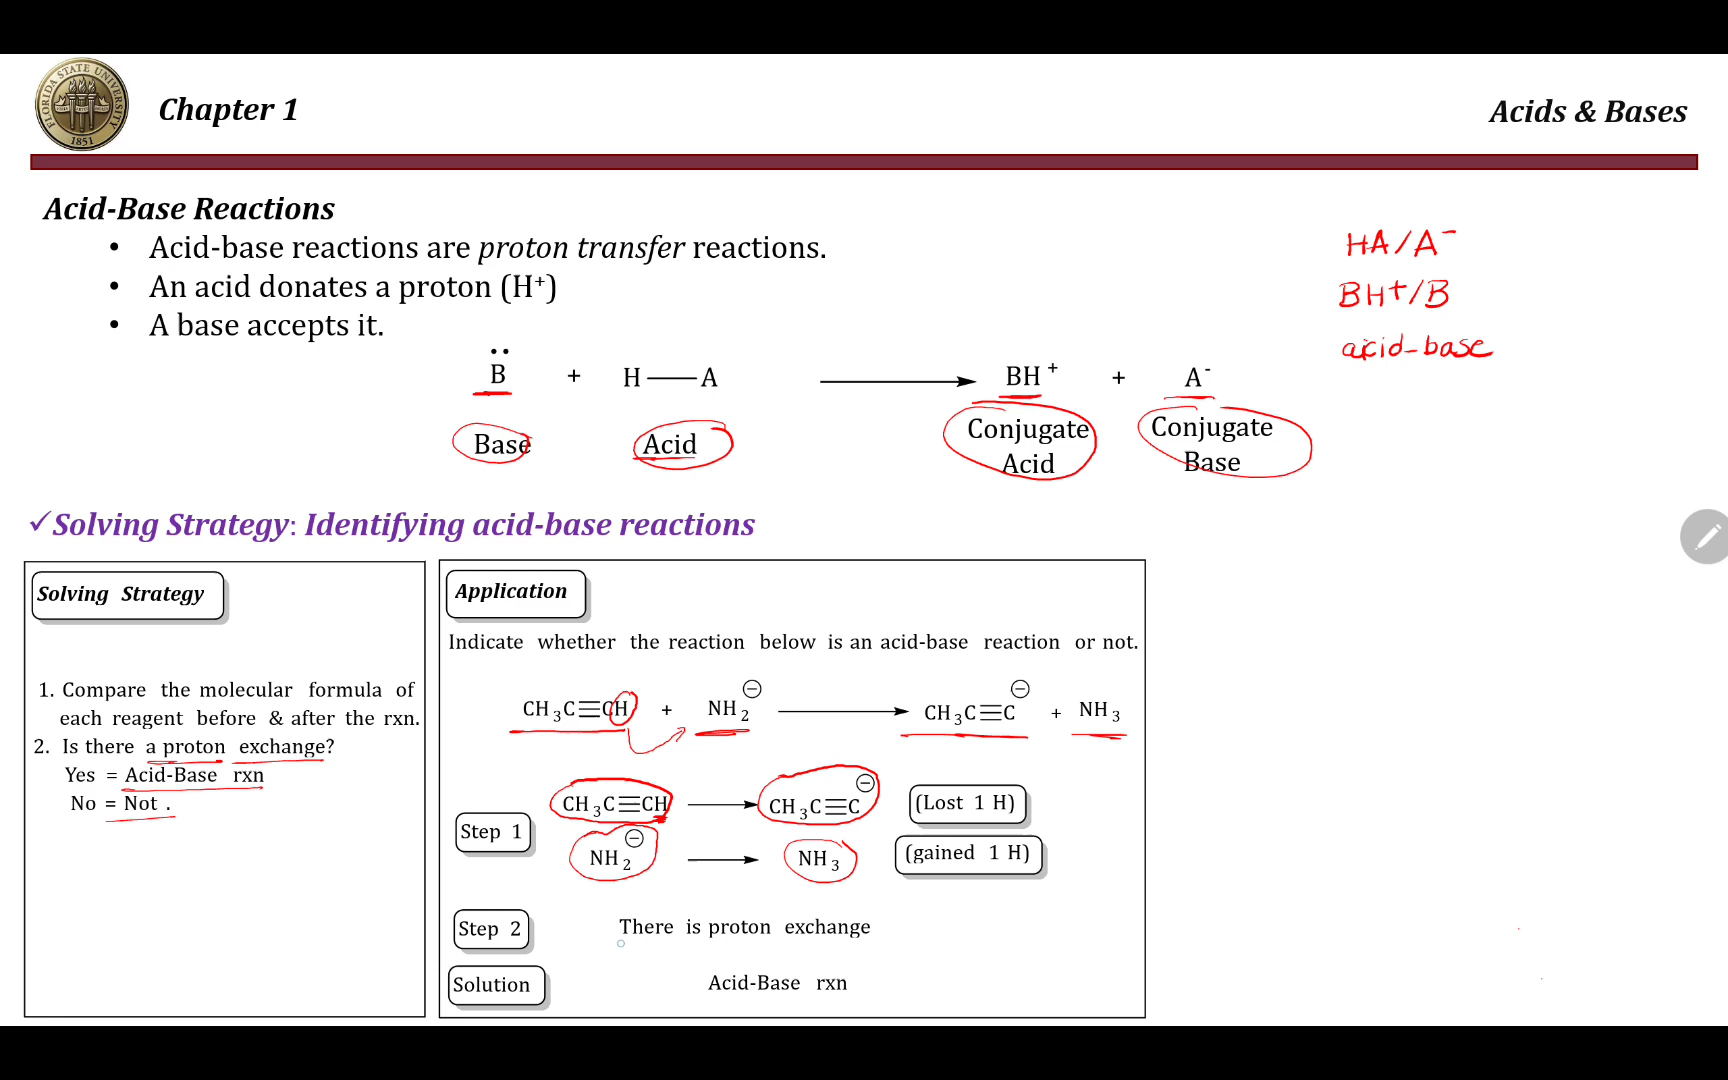 FLORIDA STATE UNIVERSITY
1851
Chapter 1
Acids & Bases
Acid-Base Reactions
• Acid-base reactions are proton transfer reactions.
• An acid donates a proton (H⁺)
• A base accepts it.
HA/A⁻
BH⁺/B
acid-base
B̈ + H—A ⟶ BH⁺ + A⁻
Base Acid Conjugate Acid Conjugate Base
✓Solving Strategy: Identifying acid-base reactions
Solving Strategy
1. Compare the molecular formula of
each reagent before & after the rxn.
2. Is there a proton exchange?
Yes = Acid-Base rxn
No = Not .
Application
Indicate whether the reaction below is an acid-base reaction or not.
CH₃C≡CH + NH₂⊖ ⟶ CH₃C≡C⊖ + NH₃
Step 1
CH₃C≡CH ⟶ CH₃C≡C⊖ (Lost 1 H)
NH₂⊖ ⟶ NH₃ (gained 1 H)
Step 2 There is proton exchange
Solution Acid-Base rxn